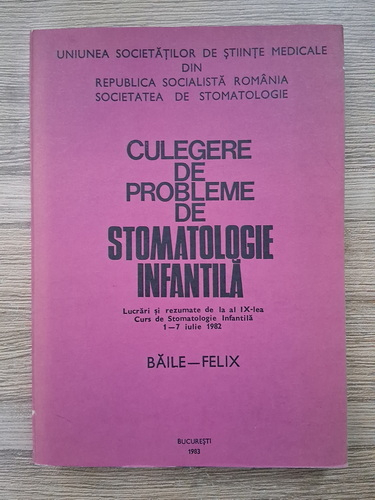 UNIUNEA SOCIETĂȚILOR DE ȘTIINȚE MEDICALE
DIN
REPUBLICA SOCIALISTĂ ROMÂNIA
SOCIETATEA DE STOMATOLOGIE
CULEGERE
DE
PROBLEME
DE
STOMATOLOGIE
INFANTILĂ
Lucrări și rezumate de la al IX-lea
Curs de Stomatologie Infantilă
1—7 iulie 1982
BĂILE—FELIX
BUCUREȘTI
1983